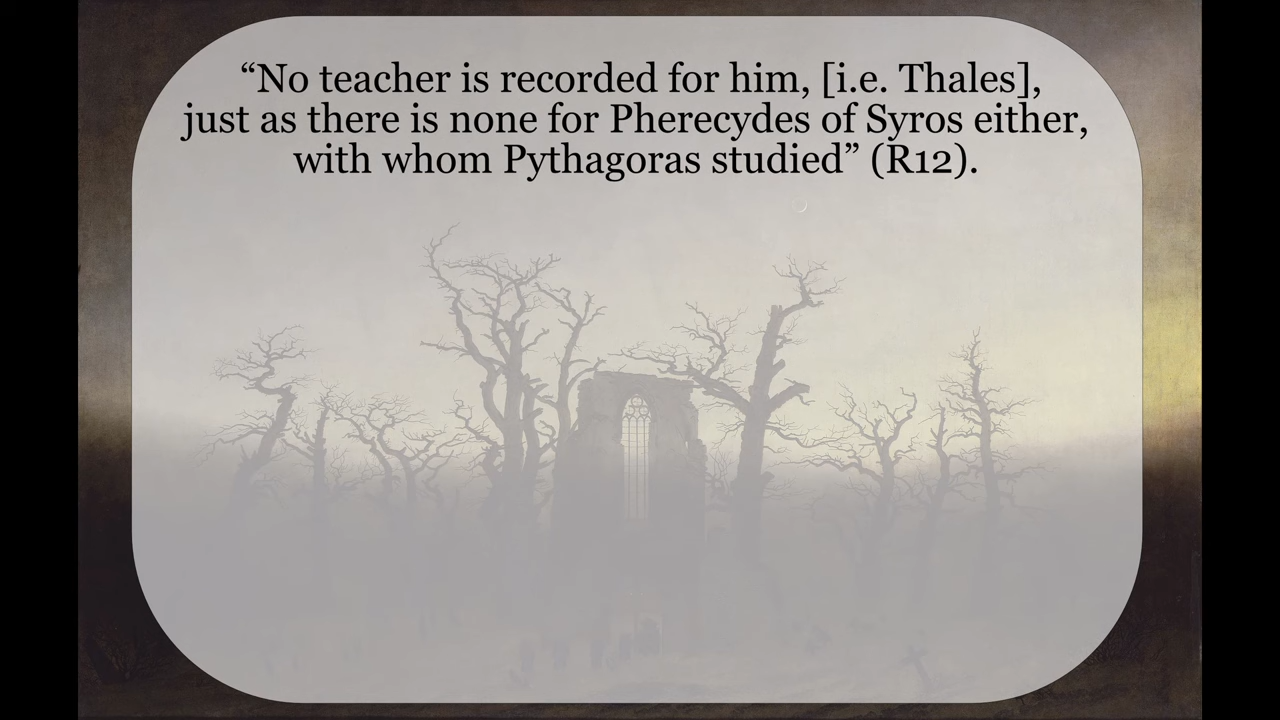 “No teacher is recorded for him, [i.e. Thales],
just as there is none for Pherecydes of Syros either,
with whom Pythagoras studied” (R12).